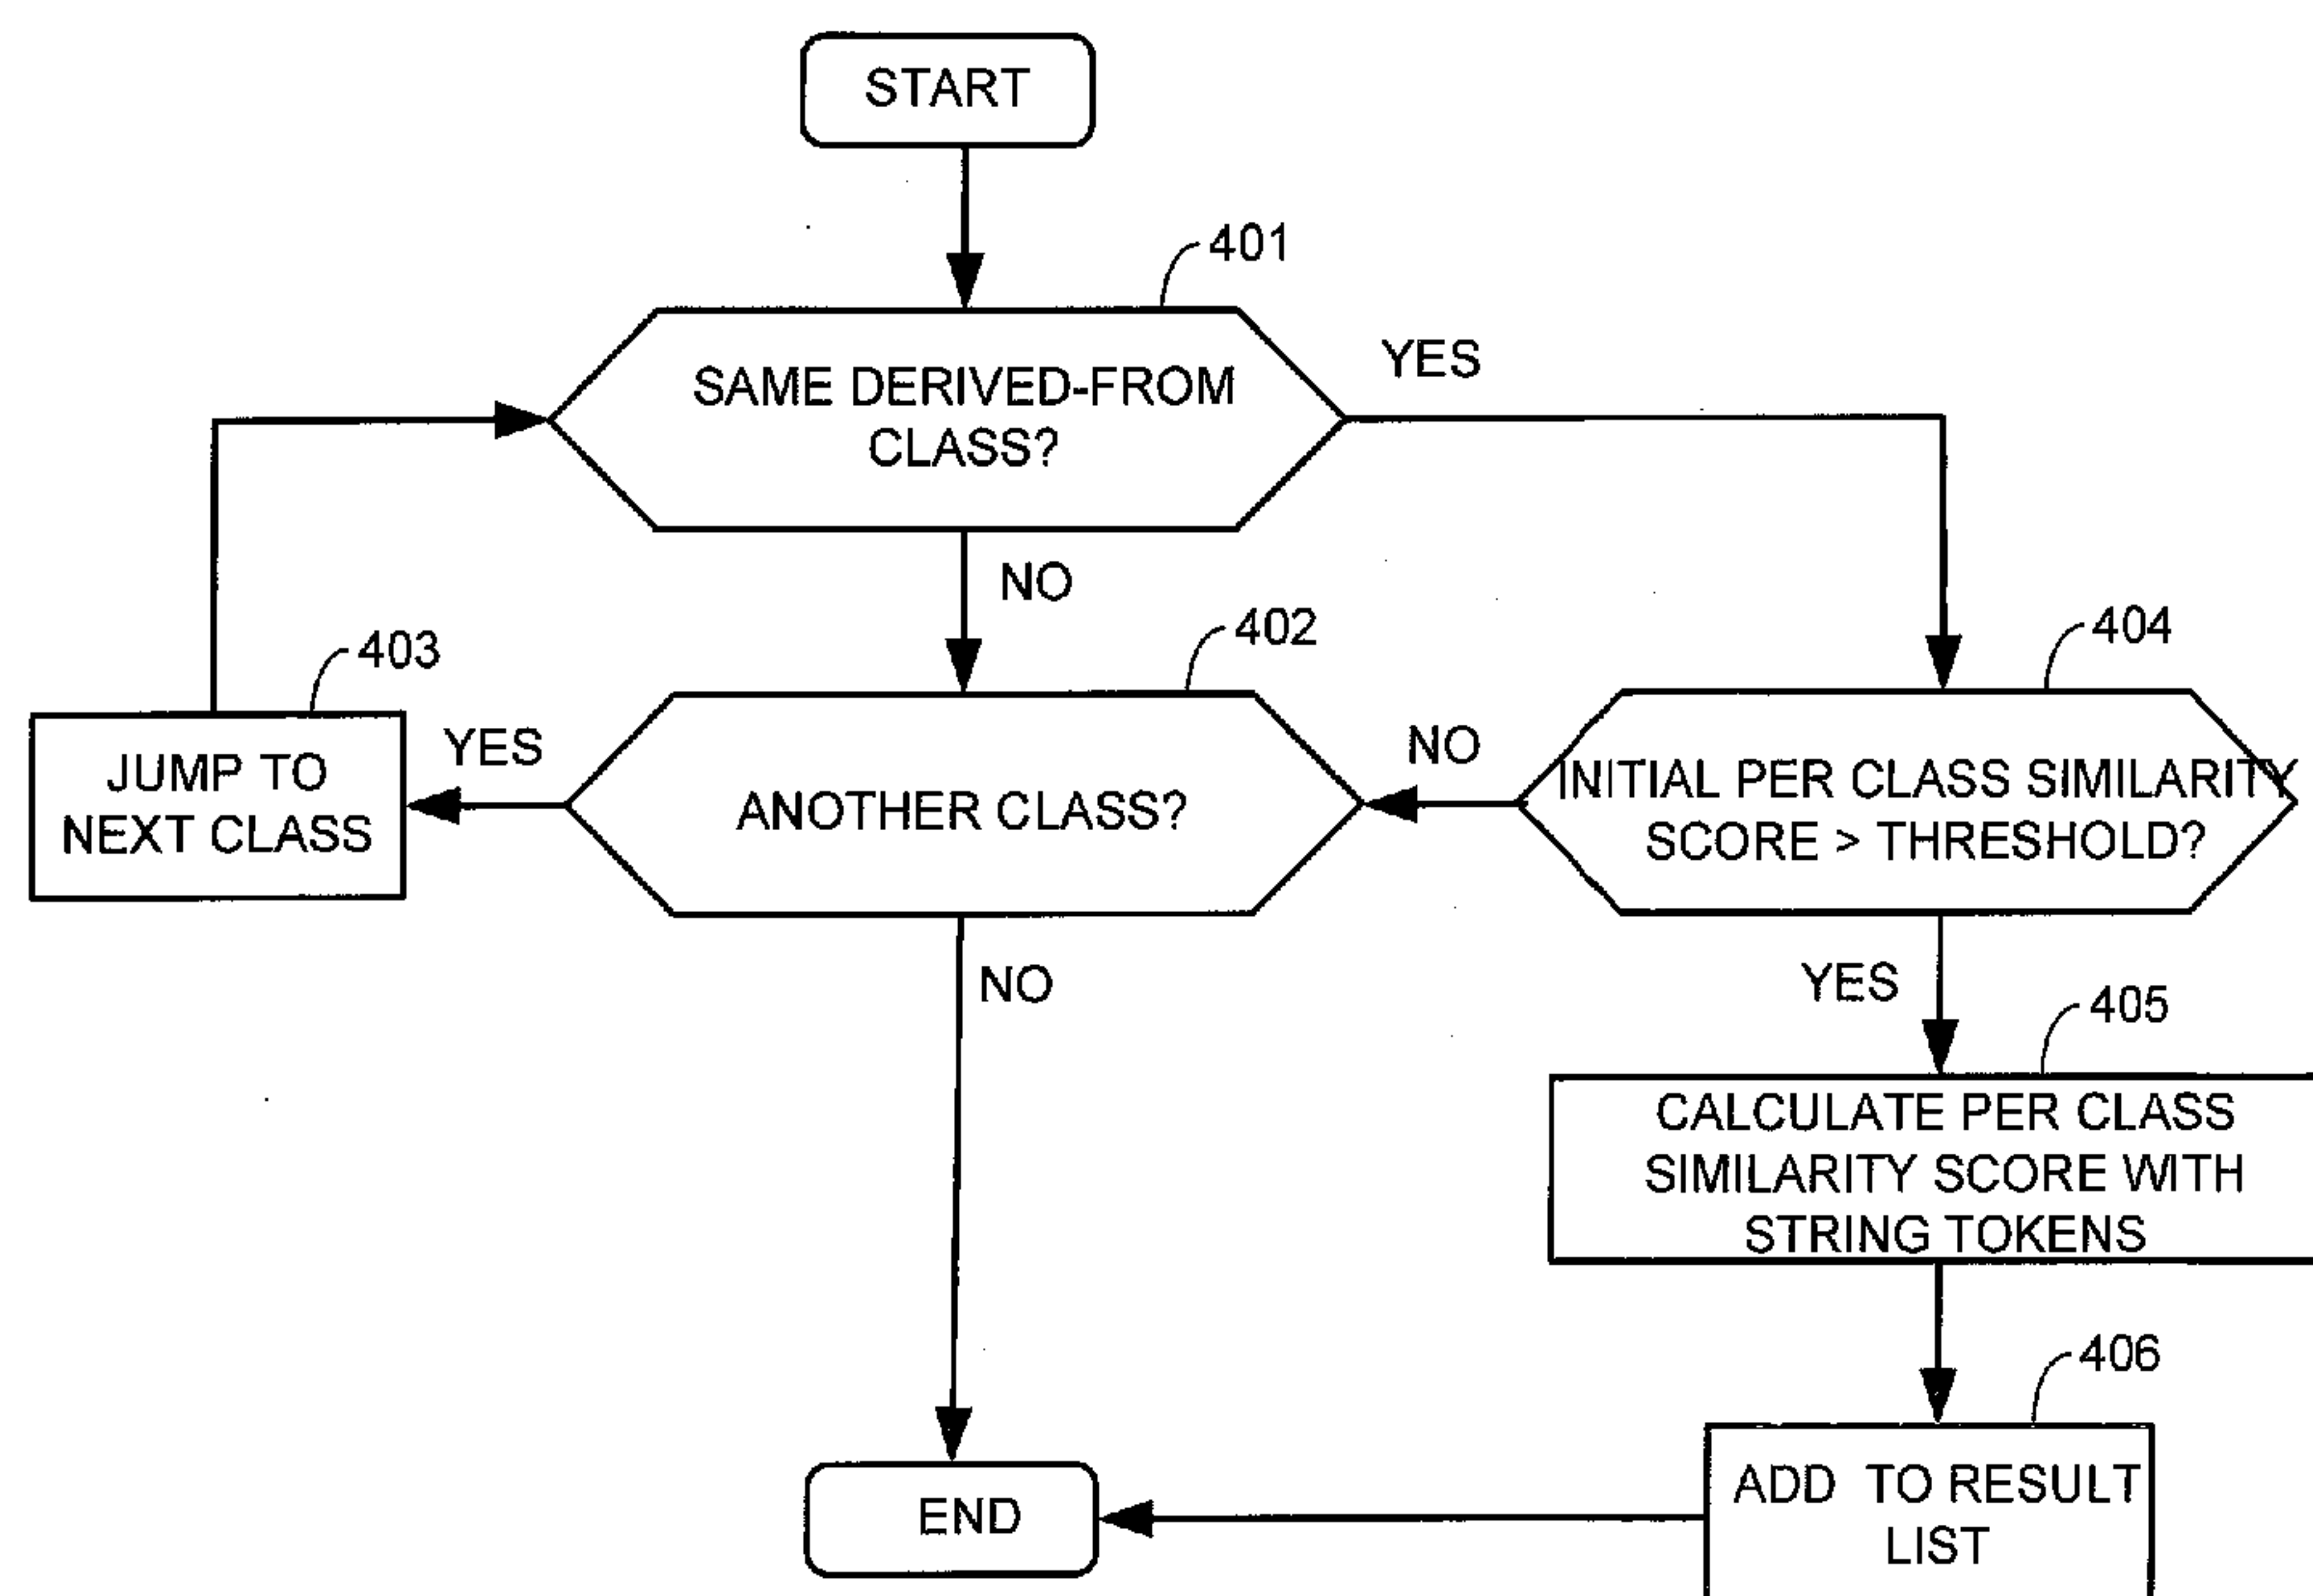 START
401
SAME DERIVED-FROM
CLASS?
YES
NO
402
403
404
JUMP TO
NEXT CLASS
YES
ANOTHER CLASS?
NO
INITIAL PER CLASS SIMILARITY
SCORE > THRESHOLD?
NO
YES
405
CALCULATE PER CLASS
SIMILARITY SCORE WITH
STRING TOKENS
406
ADD TO RESULT
LIST
END